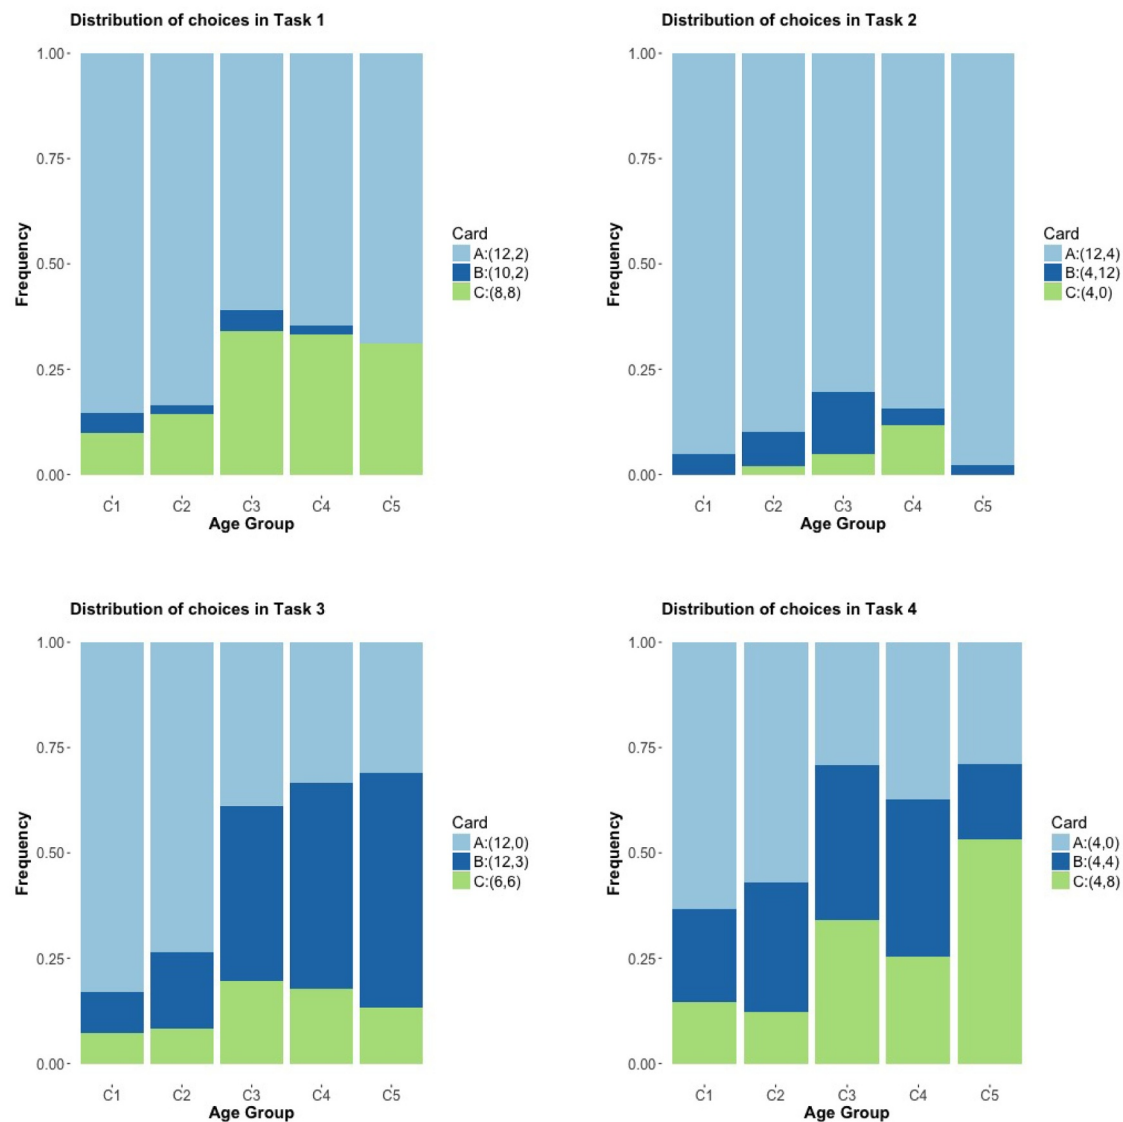 Distribution of choices in Task 1
1.00
0.75
0.50
0.25
0.00
Frequency
C1 C2 C3 C4 C5
Age Group
Card
A:(12,2)
B:(10,2)
C:(8,8)
Distribution of choices in Task 2
1.00
0.75
0.50
0.25
0.00
Frequency
C1 C2 C3 C4 C5
Age Group
Card
A:(12,4)
B:(4,12)
C:(4,0)
Distribution of choices in Task 3
1.00
0.75
0.50
0.25
0.00
Frequency
C1 C2 C3 C4 C5
Age Group
Card
A:(12,0)
B:(12,3)
C:(6,6)
Distribution of choices in Task 4
1.00
0.75
0.50
0.25
0.00
Frequency
C1 C2 C3 C4 C5
Age Group
Card
A:(4,0)
B:(4,4)
C:(4,8)